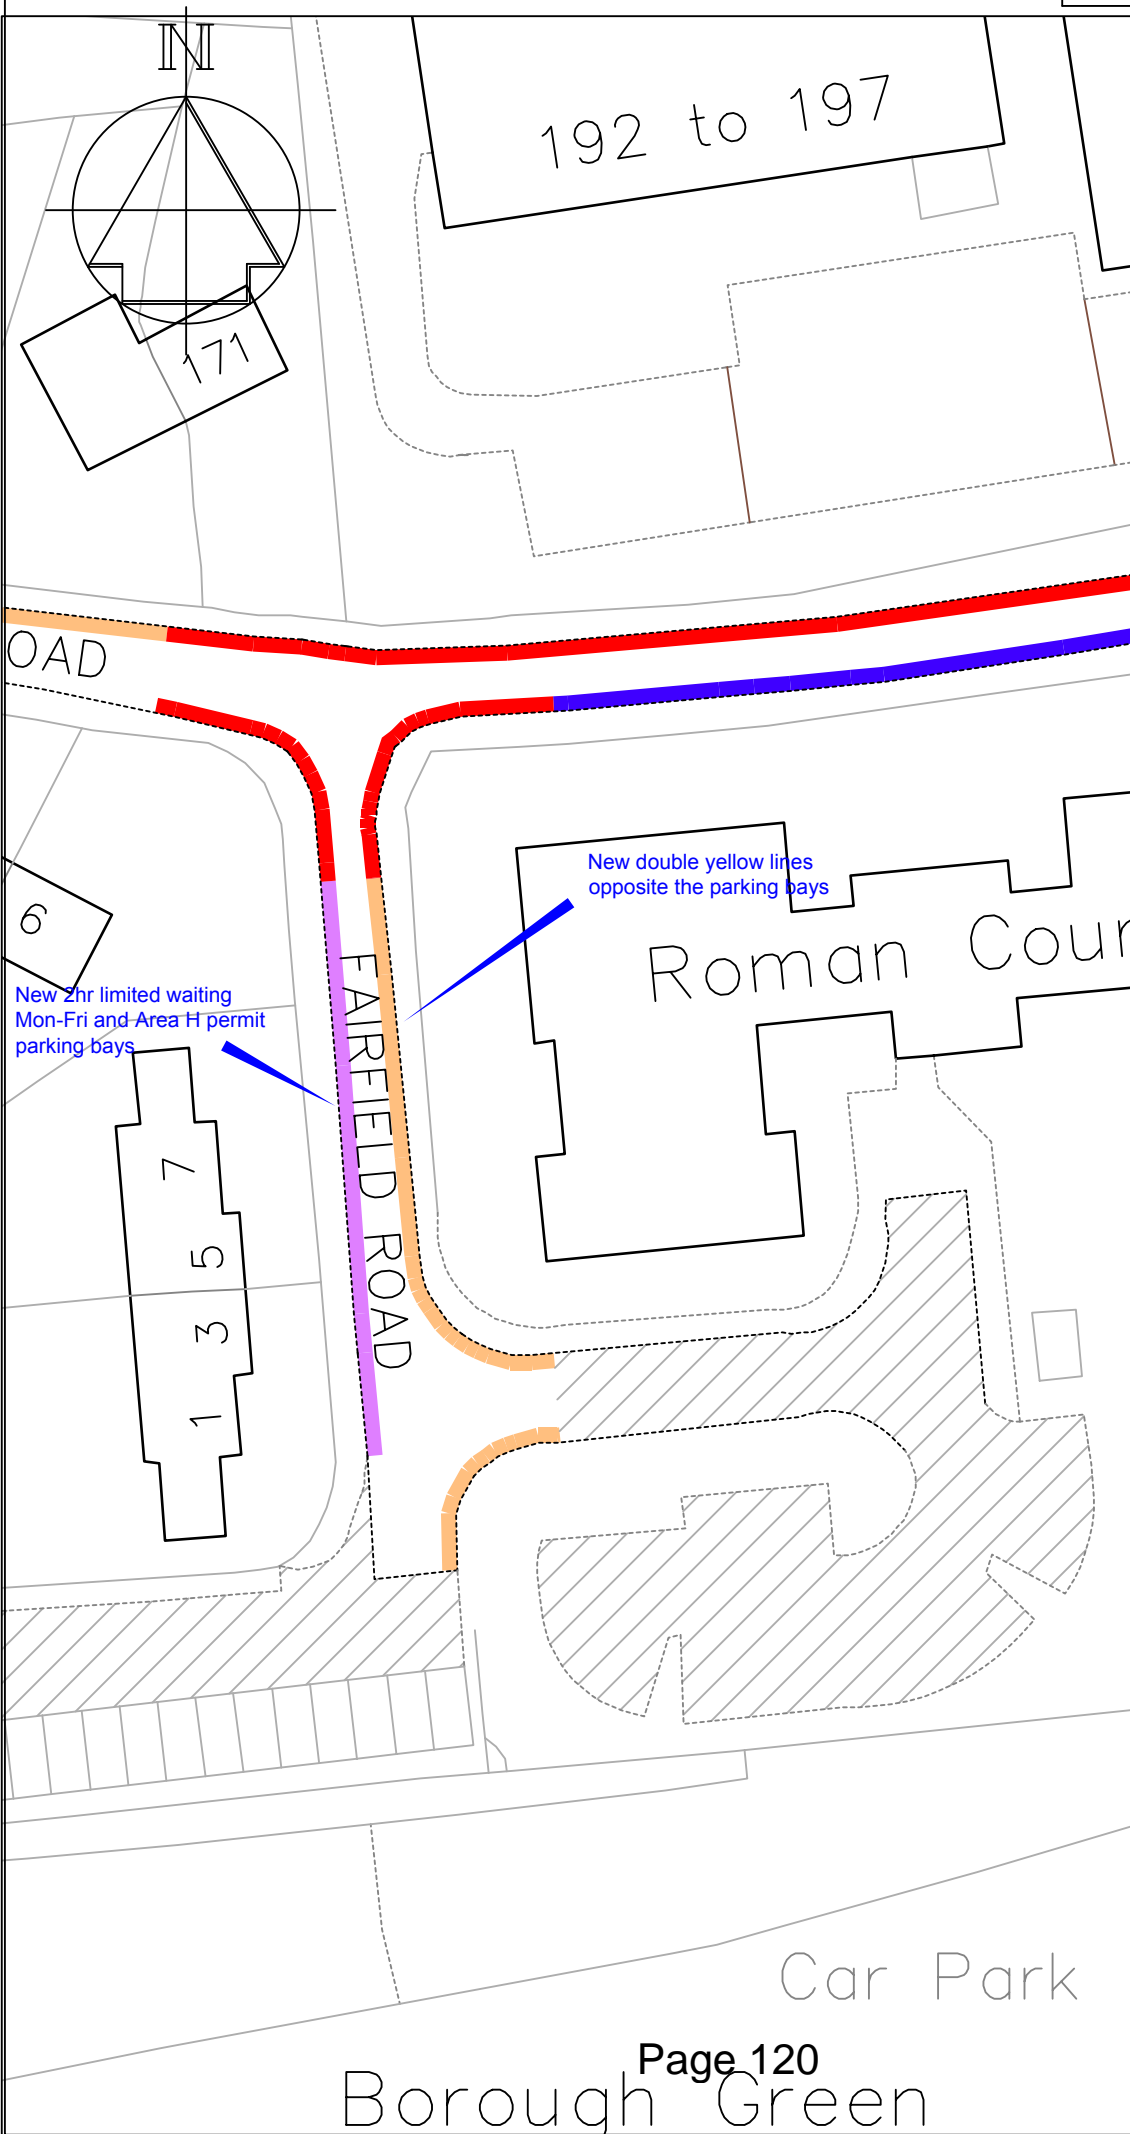 N
192 to 197
171
OAD
New double yellow lines
opposite the parking bays
6
Roman Cour
New 2hr limited waiting
Mon-Fri and Area H permit
parking bays
FAIRFIELD ROAD
7
5
3
1
Car Park
Page 120
Borough Green